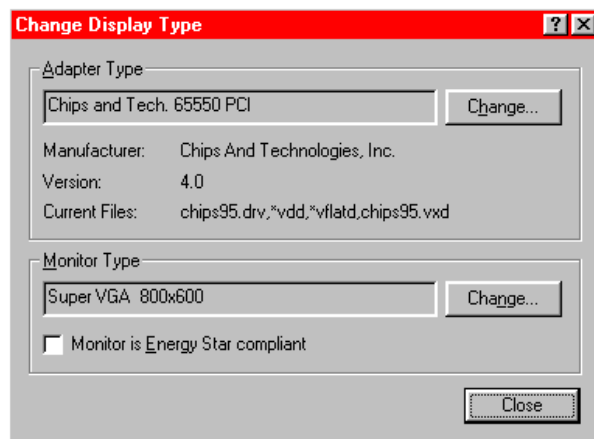 Change Display Type
Adapter Type
Chips and Tech. 65550 PCI
Change...
Manufacturer: Chips And Technologies, Inc.
Version: 4.0
Current Files: chips95.drv,*vdd,*vflatd,chips95.vxd
Monitor Type
Super VGA 800x600
Change...
Monitor is Energy Star compliant
Close